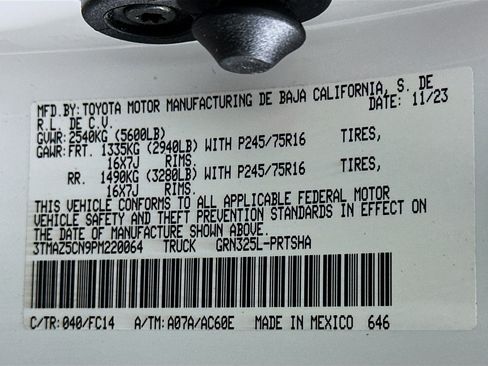 MFD.BY:TOYOTA MOTOR MANUFACTURING DE BAJA CALIFORNIA, S. DE
R.L. DE C.V. DATE: 11/23
GVWR: 2540KG (5600LB)
GAWR: FRT. 1335KG (2940LB) WITH P245/75R16 TIRES,
16X7J RIMS.
RR. 1490KG (3280LB) WITH P245/75R16 TIRES,
16X7J RIMS.
THIS VEHICLE CONFORMS TO ALL APPLICABLE FEDERAL MOTOR
VEHICLE SAFETY AND THEFT PREVENTION STANDARDS IN EFFECT ON
THE DATE OF MANUFACTURE SHOWN ABOVE.
3TMAZ5CN9PM220064 TRUCK GRN325L-PRTSHA
C/TR: 040/FC14 A/TM: A07A/AC60E MADE IN MEXICO 646